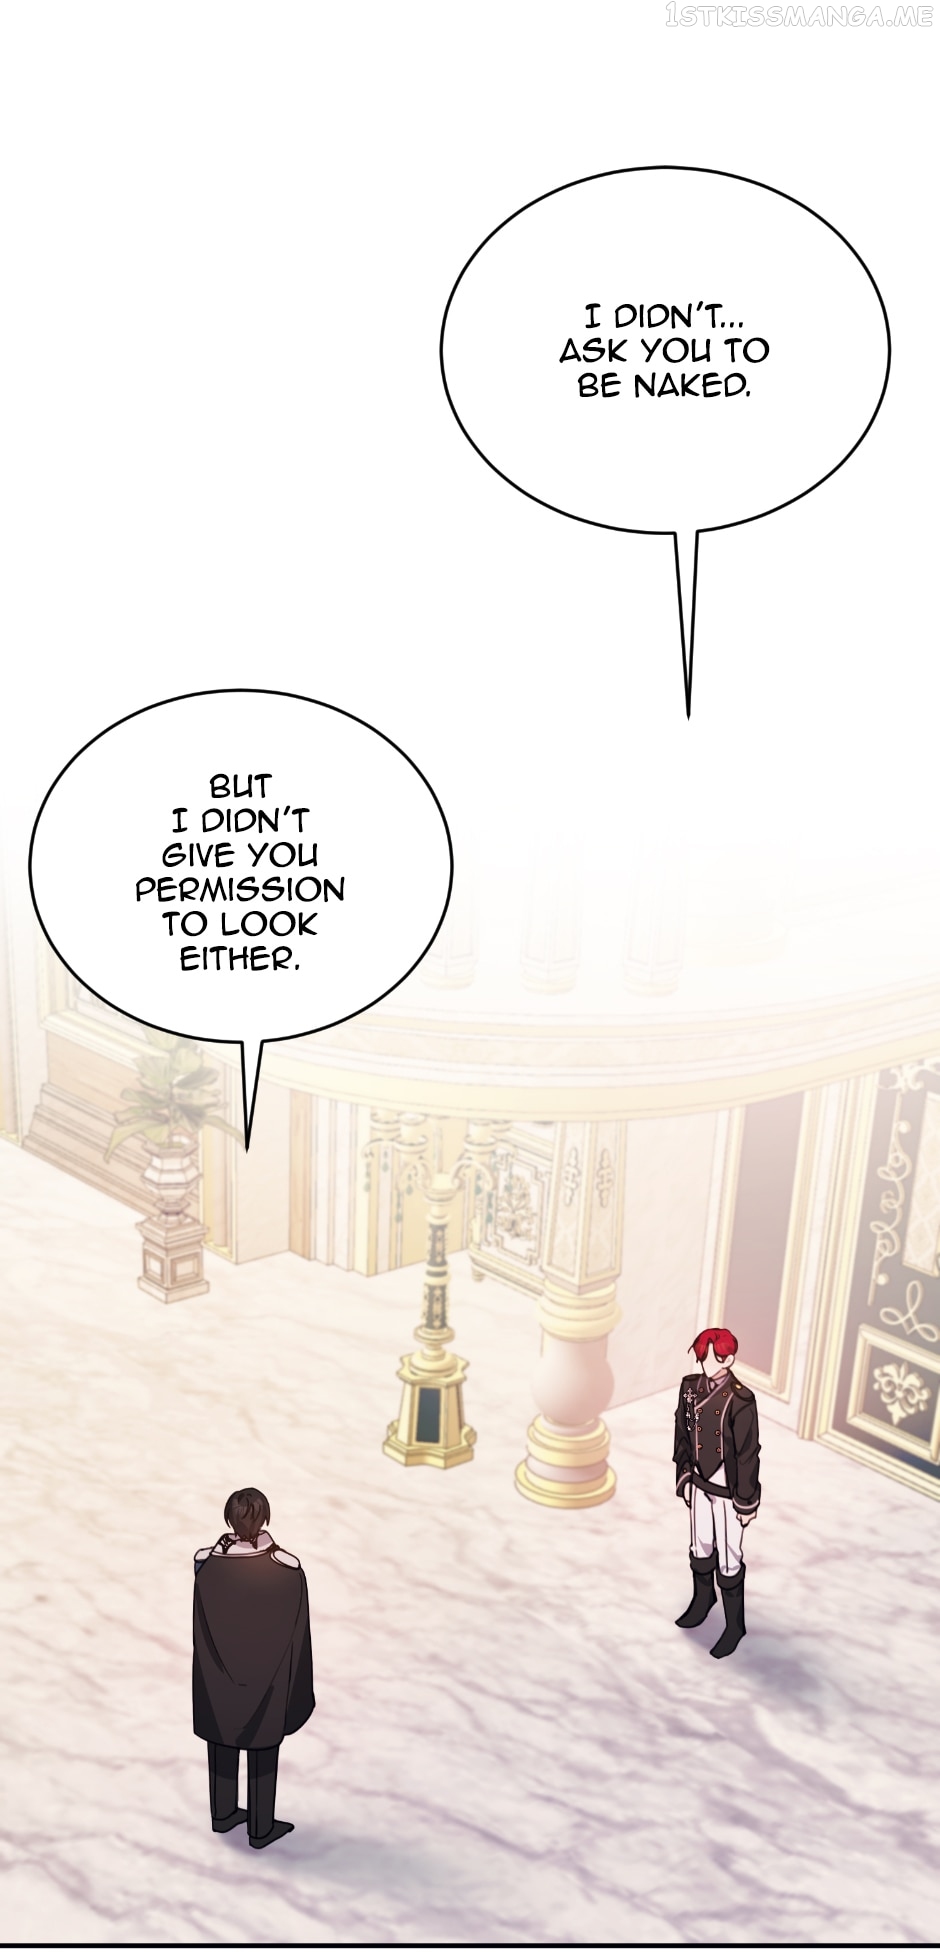 1STKISSMANGA.ME
I DIDN'T...
ASK YOU TO
BE NAKED.
BUT
I DIDN'T
GIVE YOU
PERMISSION
TO LOOK
EITHER.